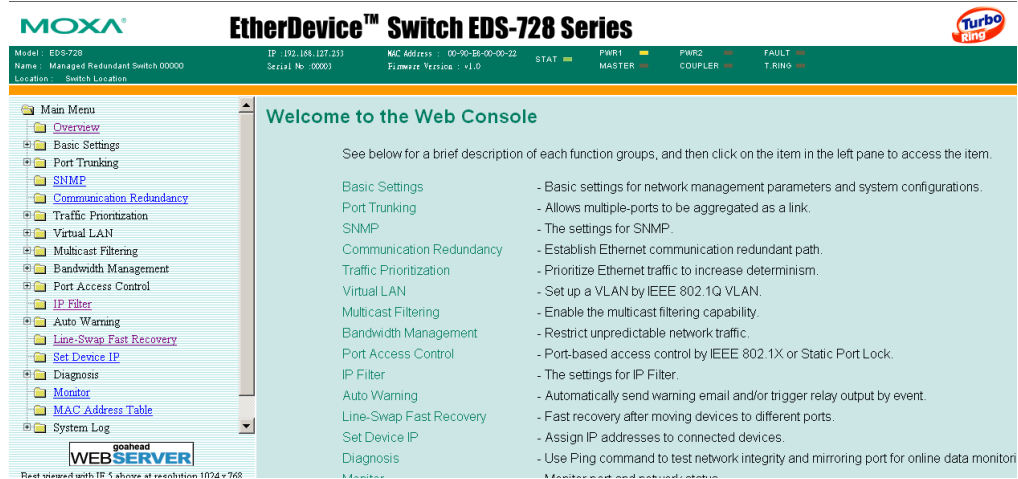 MOXA
EtherDevice™ Switch EDS-728 Series
Turbo Ring
Model : EDS-728
Name : Managed Redundant Switch 00000
Location : Switch Location
IP :192.168.127.253
Serial No :00003
MAC Address : 00-90-E8-00-00-22
Firmware Version : v1.0
STAT
PWR1
MASTER
PWR2
COUPLER
FAULT
T.RING
Main Menu
Overview
Basic Settings
Port Trunking
SNMP
Communication Redundancy
Traffic Prioritization
Virtual LAN
Multicast Filtering
Bandwidth Management
Port Access Control
IP Filter
Auto Warning
Line-Swap Fast Recovery
Set Device IP
Diagnosis
Monitor
MAC Address Table
System Log
goahead
WEBSERVER
Best viewed with IE 5 above at resolution 1024 x 768
Welcome to the Web Console
See below for a brief description of each function groups, and then click on the item in the left pane to access the item.
Basic Settings - Basic settings for network management parameters and system configurations.
Port Trunking - Allows multiple-ports to be aggregated as a link.
SNMP - The settings for SNMP.
Communication Redundancy - Establish Ethernet communication redundant path.
Traffic Prioritization - Prioritize Ethernet traffic to increase determinism.
Virtual LAN - Set up a VLAN by IEEE 802.1Q VLAN.
Multicast Filtering - Enable the multicast filtering capability.
Bandwidth Management - Restrict unpredictable network traffic.
Port Access Control - Port-based access control by IEEE 802.1X or Static Port Lock.
IP Filter - The settings for IP Filter.
Auto Warning - Automatically send warning email and/or trigger relay output by event.
Line-Swap Fast Recovery - Fast recovery after moving devices to different ports.
Set Device IP - Assign IP addresses to connected devices.
Diagnosis - Use Ping command to test network integrity and mirroring port for online data monitori
Monitor - Monitor port and network status.